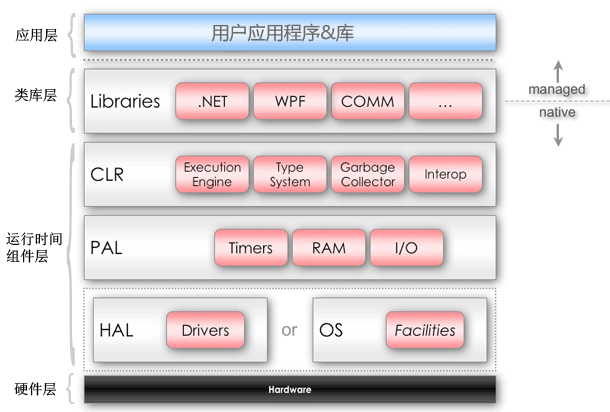 应用层
用户应用程序&库
类库层
Libraries
.NET
WPF
COMM
...
managed
native
运行时间
组件层
CLR
Execution
Engine
Type
System
Garbage
Collector
Interop
PAL
Timers
RAM
I/O
HAL
Drivers
or
OS
Facilities
硬件层
Hardware